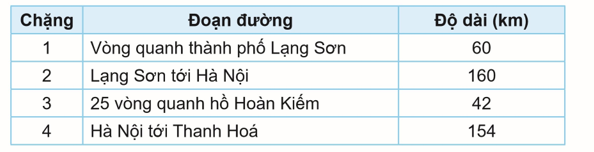 Chặng Đoạn đường Độ dài (km)
1 Vòng quanh thành phố Lạng Sơn 60
2 Lạng Sơn tới Hà Nội 160
3 25 vòng quanh hồ Hoàn Kiếm 42
4 Hà Nội tới Thanh Hoá 154